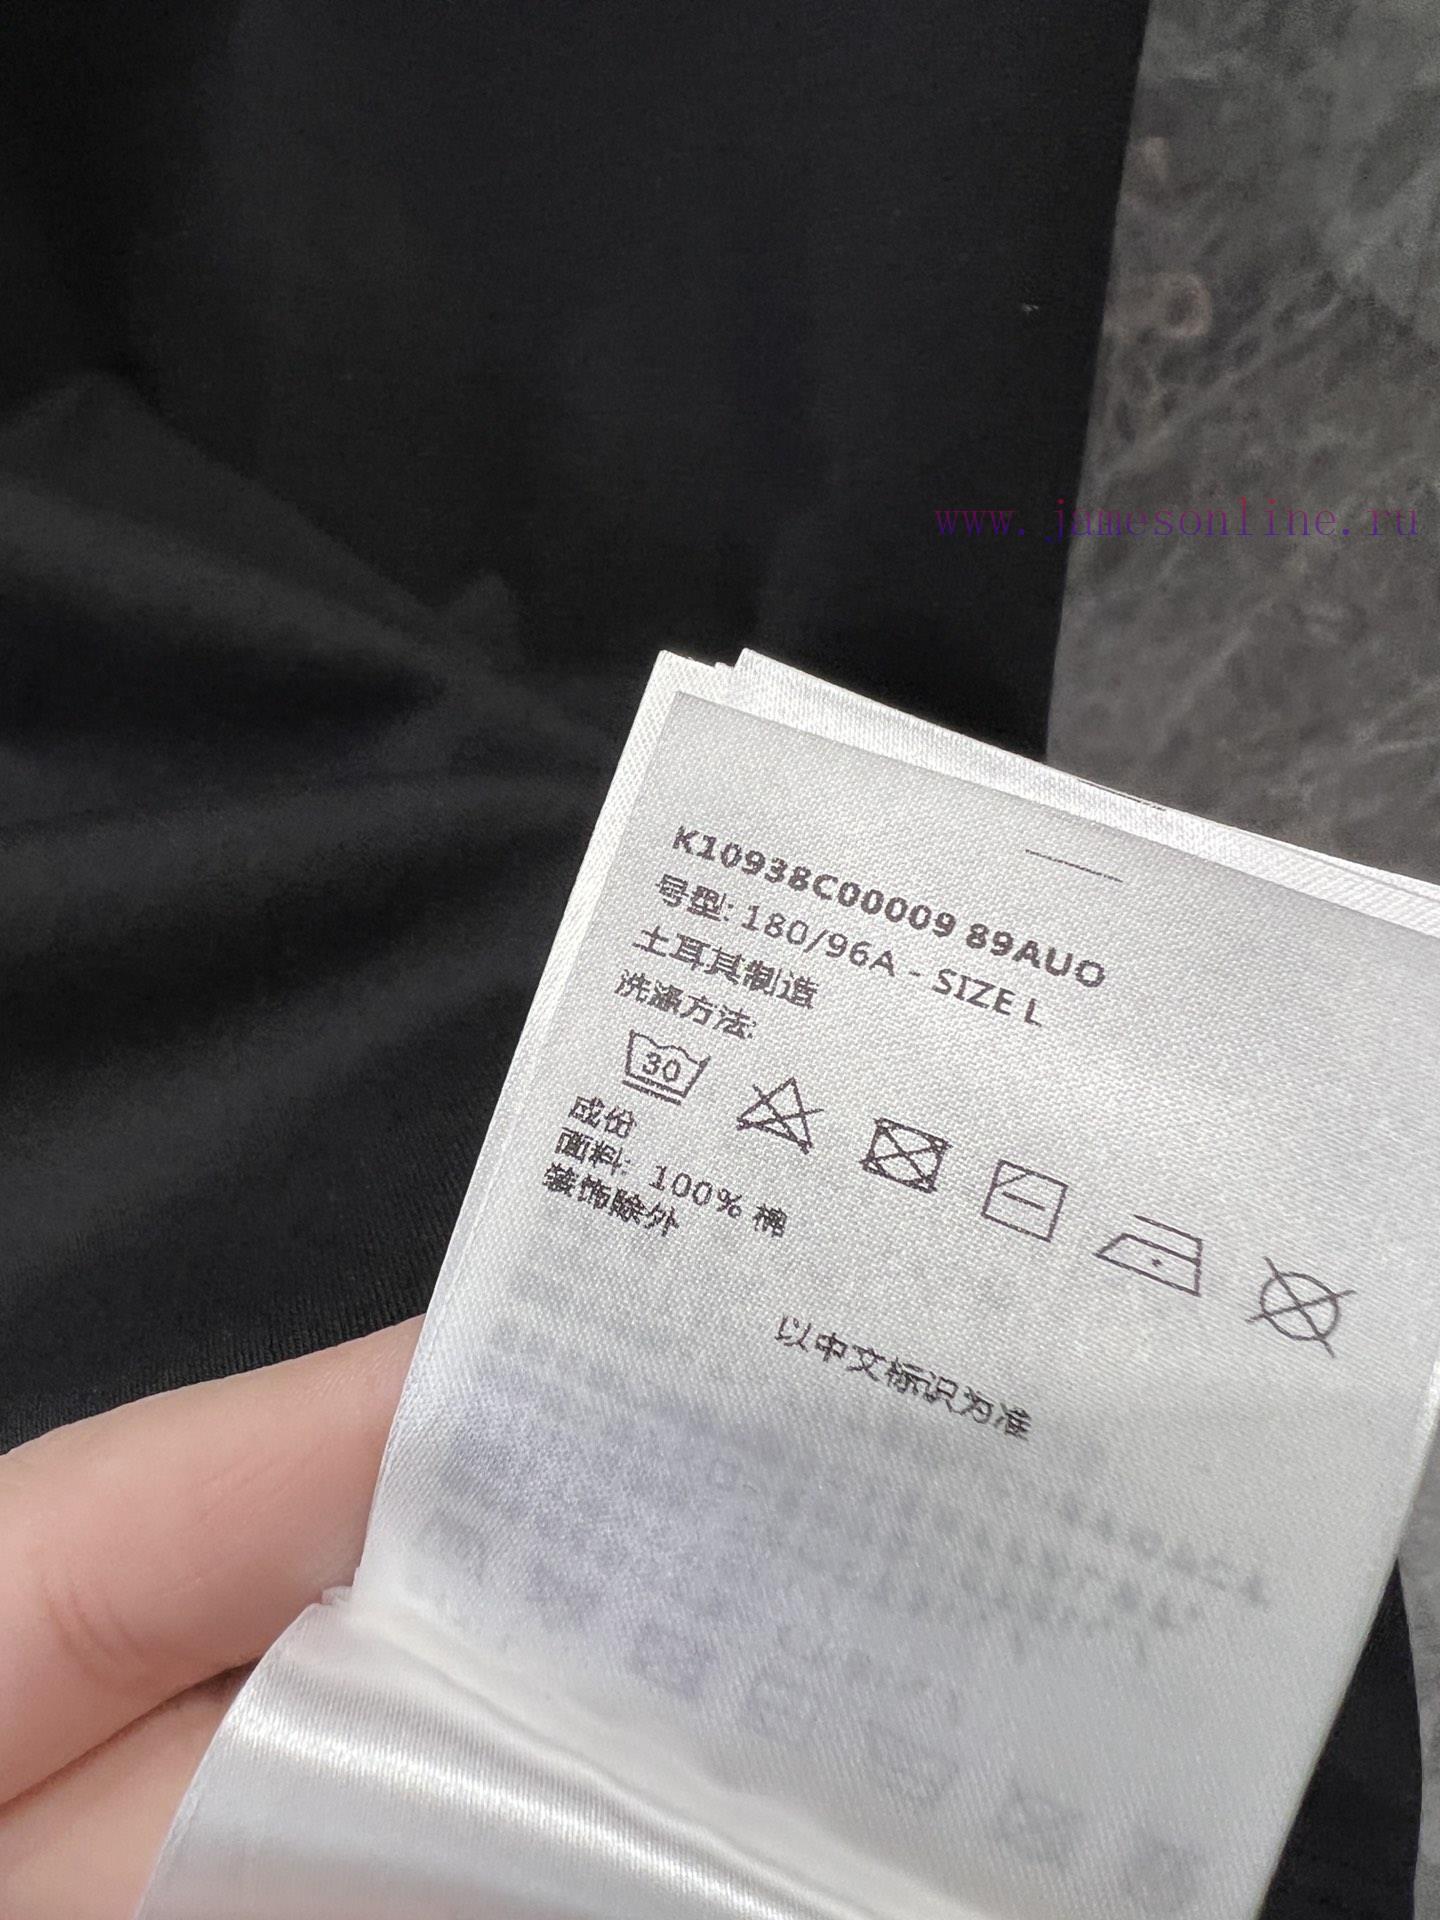 www.jamesonline.ru
K10938C00009 89AUO
号型: 180/96A - SIZE L
土耳其制造
洗涤方法:
30
成份
面料: 100% 棉
装饰除外
以中文标识为准